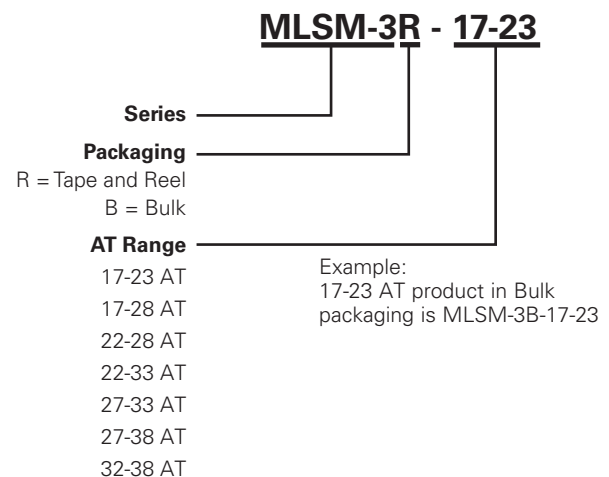 MLSM-3R - 17-23
Series
Packaging
R = Tape and Reel
B = Bulk
AT Range
17-23 AT
17-28 AT
22-28 AT
22-33 AT
27-33 AT
27-38 AT
32-38 AT
Example:
17-23 AT product in Bulk
packaging is MLSM-3B-17-23